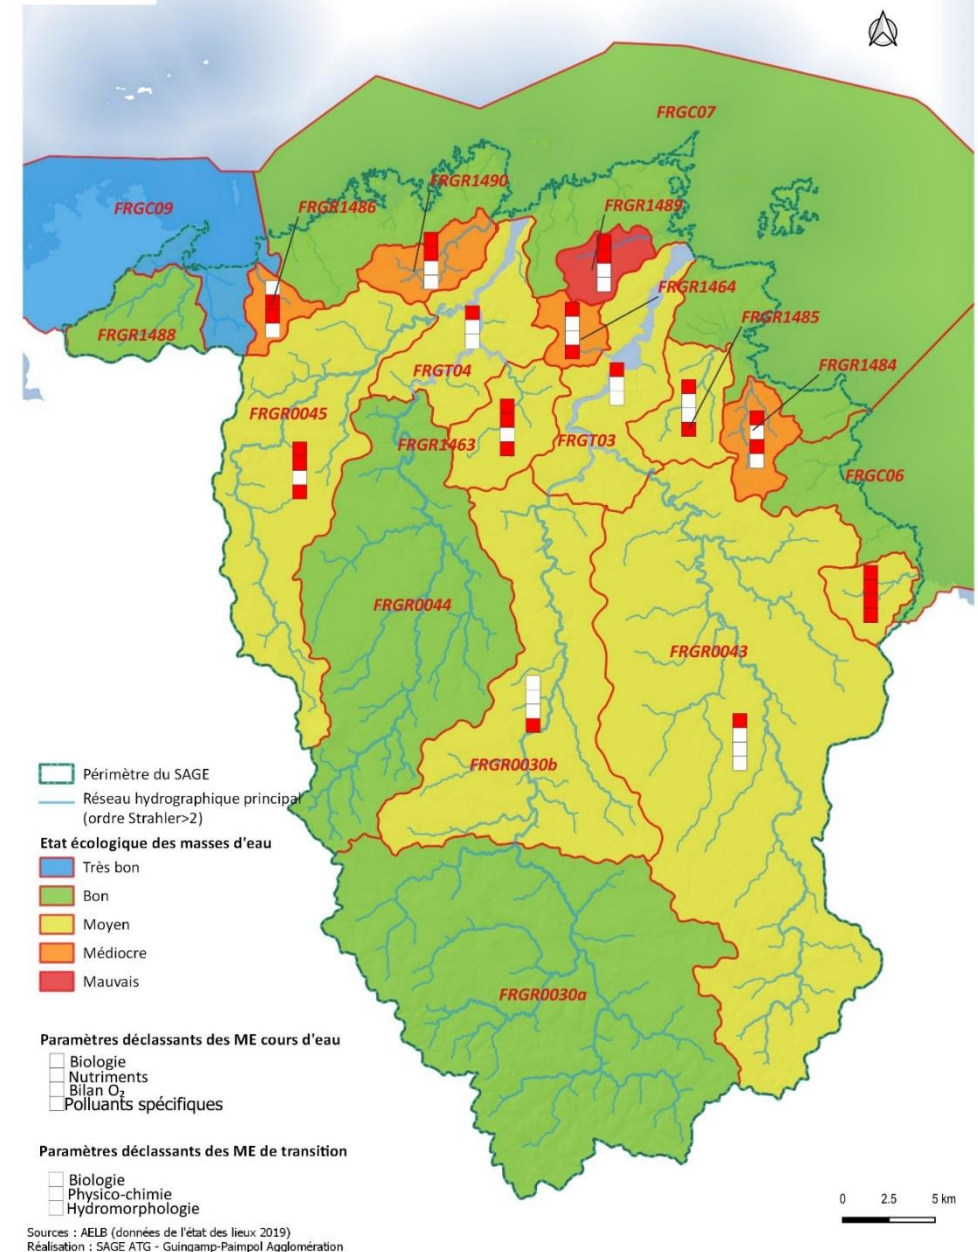 FRGC07
FRGR1490
FRGC09
FRGR1486
FRGR1489
FRGR1464
FRGR1485
FRGR1488
FRGR1484
FRGT04
FRGR0045
FRGR1463
FRGT03
FRGC06
FRGR0044
FRGR0043
FRGR0030b
Périmètre du SAGE
Réseau hydrographique principal
(ordre Strahler>2)
Etat écologique des masses d'eau
Très bon
Bon
Moyen
Médiocre
Mauvais
FRGR0030a
Paramètres déclassants des ME cours d'eau
Biologie
Nutriments
Bilan O₂
Polluants spécifiques
Paramètres déclassants des ME de transition
Biologie
Physico-chimie
Hydromorphologie
0 2.5 5 km
Sources : AELB (données de l'état des lieux 2019)
Réalisation : SAGE ATG - Guingamp-Paimpol Agglomération